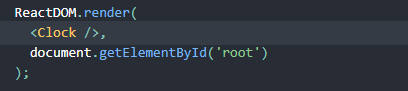 ReactDOM.render(
  <Clock />,
  document.getElementById('root')
);